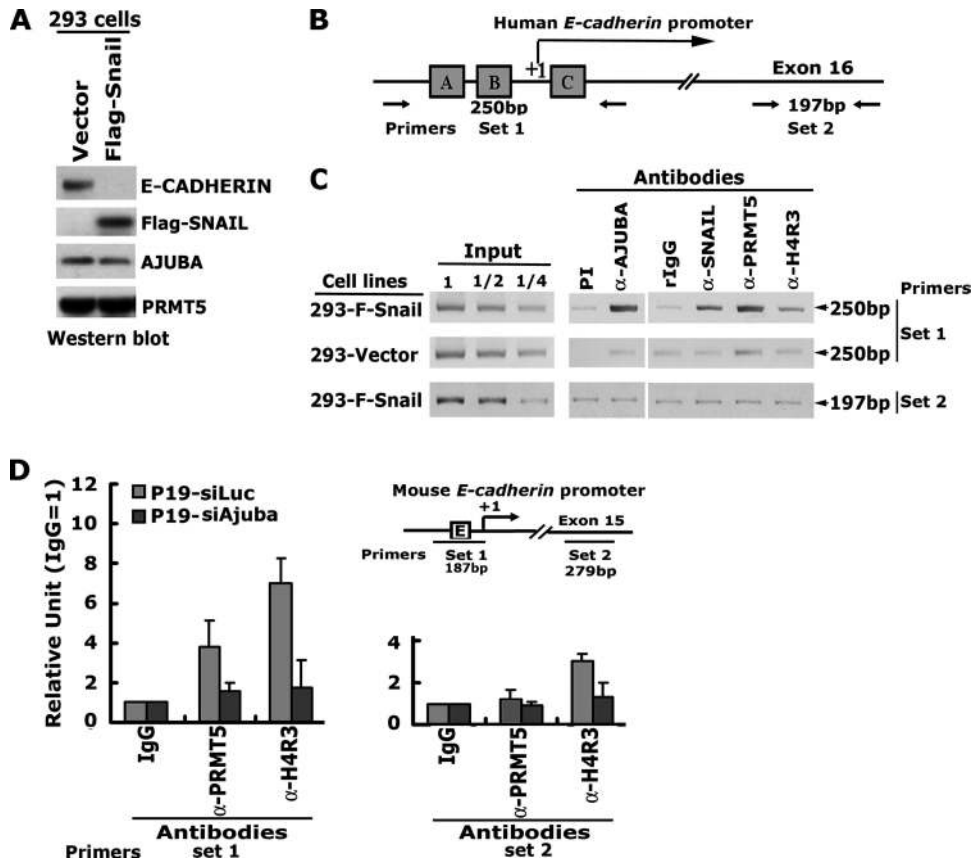 A
293 cells
Vector
Flag-Snail
E-CADHERIN
Flag-SNAIL
AJUBA
PRMT5
Western blot
B
Human E-cadherin promoter
+1
A
B
C
Exon 16
250bp
197bp
Primers
Set 1
Set 2
C
Antibodies
Input
PI
α-AJUBA
rIgG
α-SNAIL
α-PRMT5
α-H4R3
Cell lines
1
1/2
1/4
Primers
293-F-Snail
250bp
Set 1
293-Vector
250bp
293-F-Snail
197bp
Set 2
D
Relative Unit (IgG=1)
12
10
8
6
4
2
0
P19-siLuc
P19-siAjuba
IgG
α-PRMT5
α-H4R3
Antibodies
Primers
set 1
Mouse E-cadherin promoter
+1
E
Exon 15
Primers
Set 1
187bp
Set 2
279bp
4
2
0
IgG
α-PRMT5
α-H4R3
Antibodies
set 2